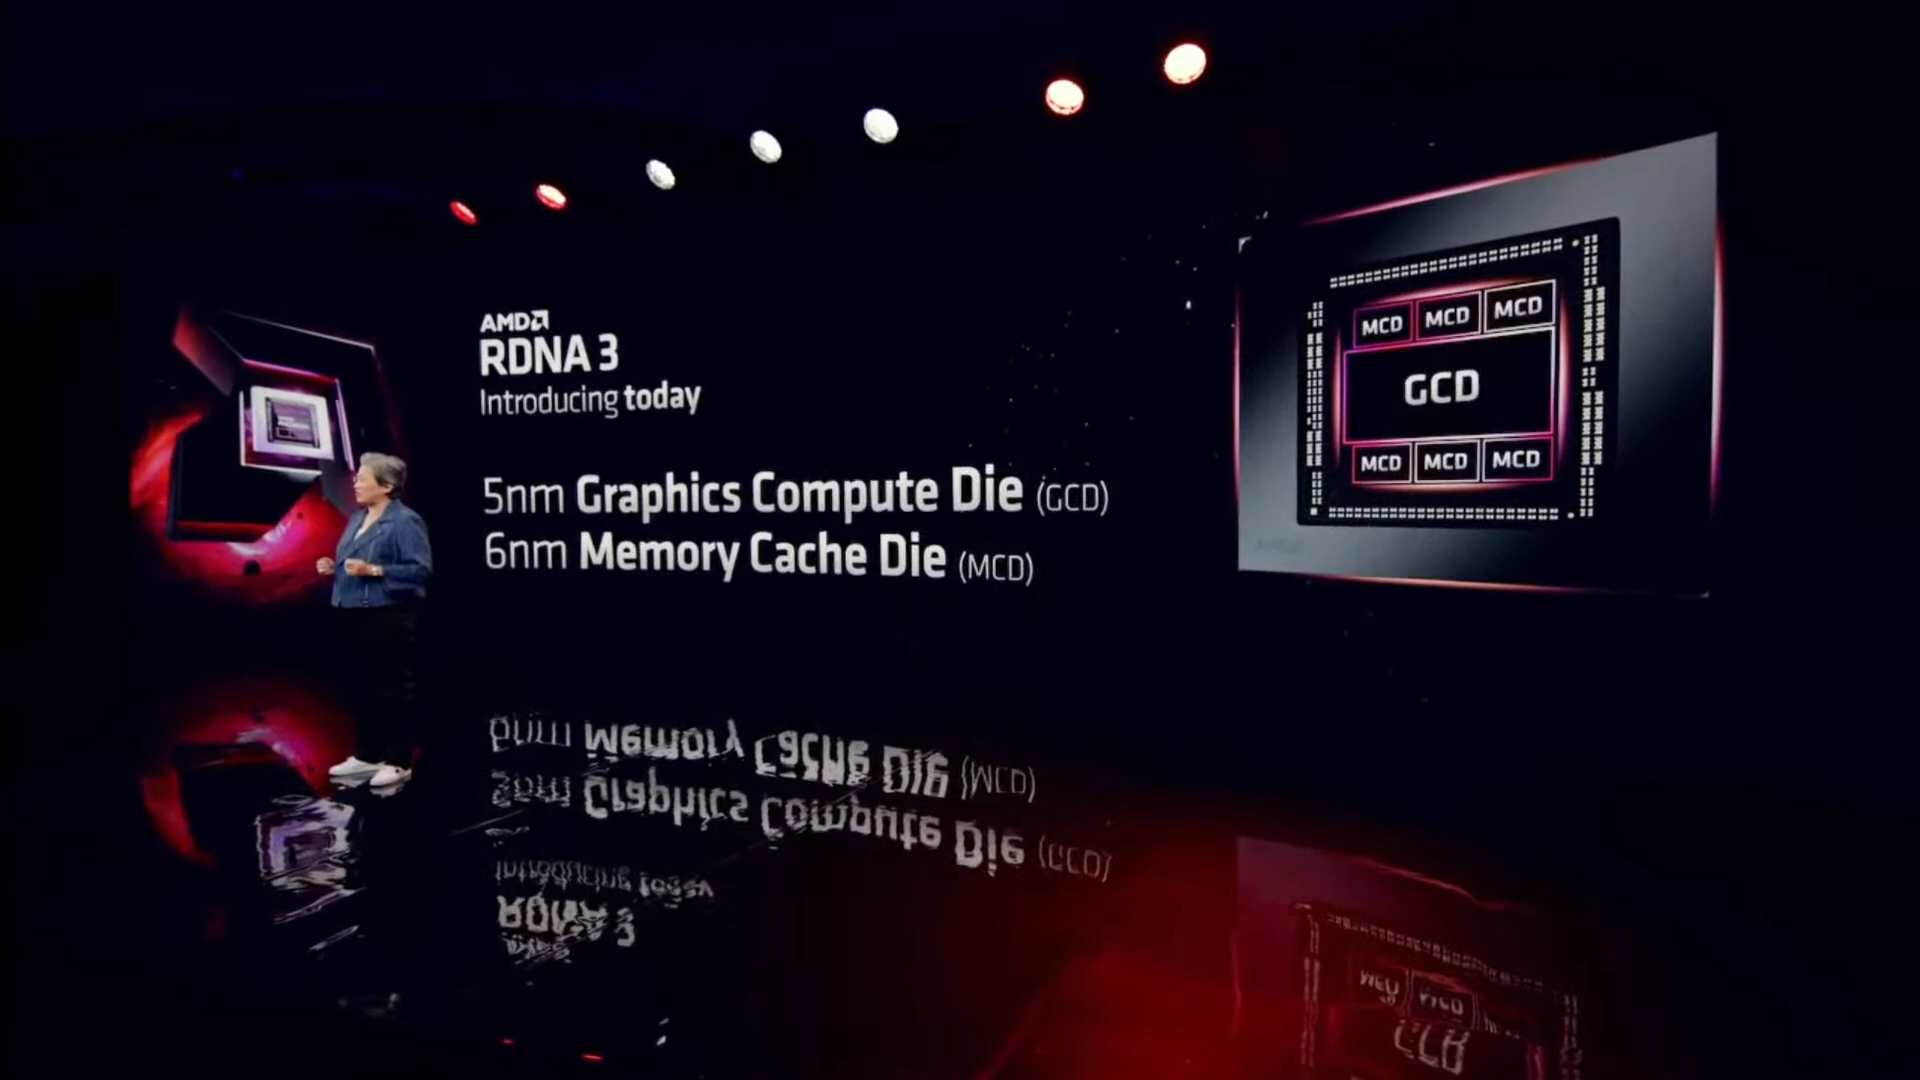 AMD
RDNA 3
Introducing today
5nm Graphics Compute Die (GCD)
6nm Memory Cache Die (MCD)
MCD MCD MCD
GCD
MCD MCD MCD